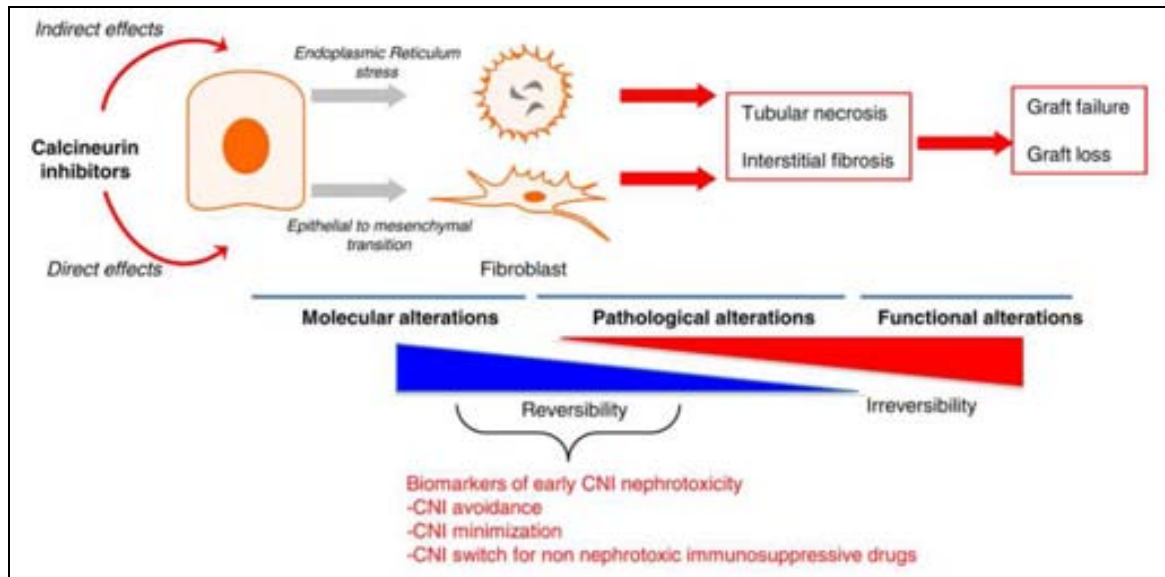 Indirect effects
Endoplasmic Reticulum
stress
Calcineurin
inhibitors
Tubular necrosis
Interstitial fibrosis
Graft failure
Graft loss
Epithelial to mesenchymal
transition
Direct effects
Fibroblast
Molecular alterations
Pathological alterations
Functional alterations
Reversibility
Irreversibility
Biomarkers of early CNI nephrotoxicity
-CNI avoidance
-CNI minimization
-CNI switch for non nephrotoxic immunosuppressive drugs